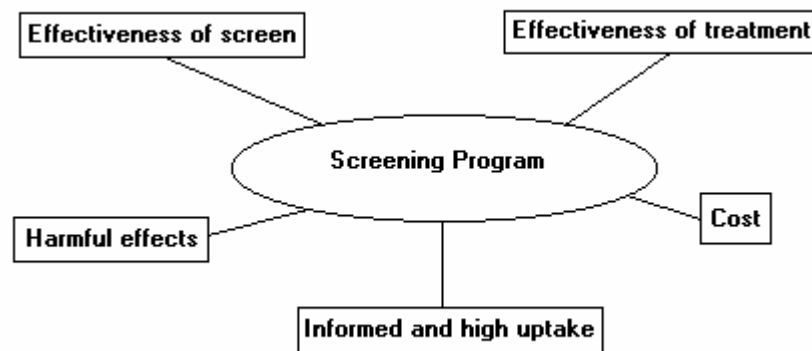 Effectiveness of screen
Effectiveness of treatment
Screening Program
Harmful effects
Cost
Informed and high uptake